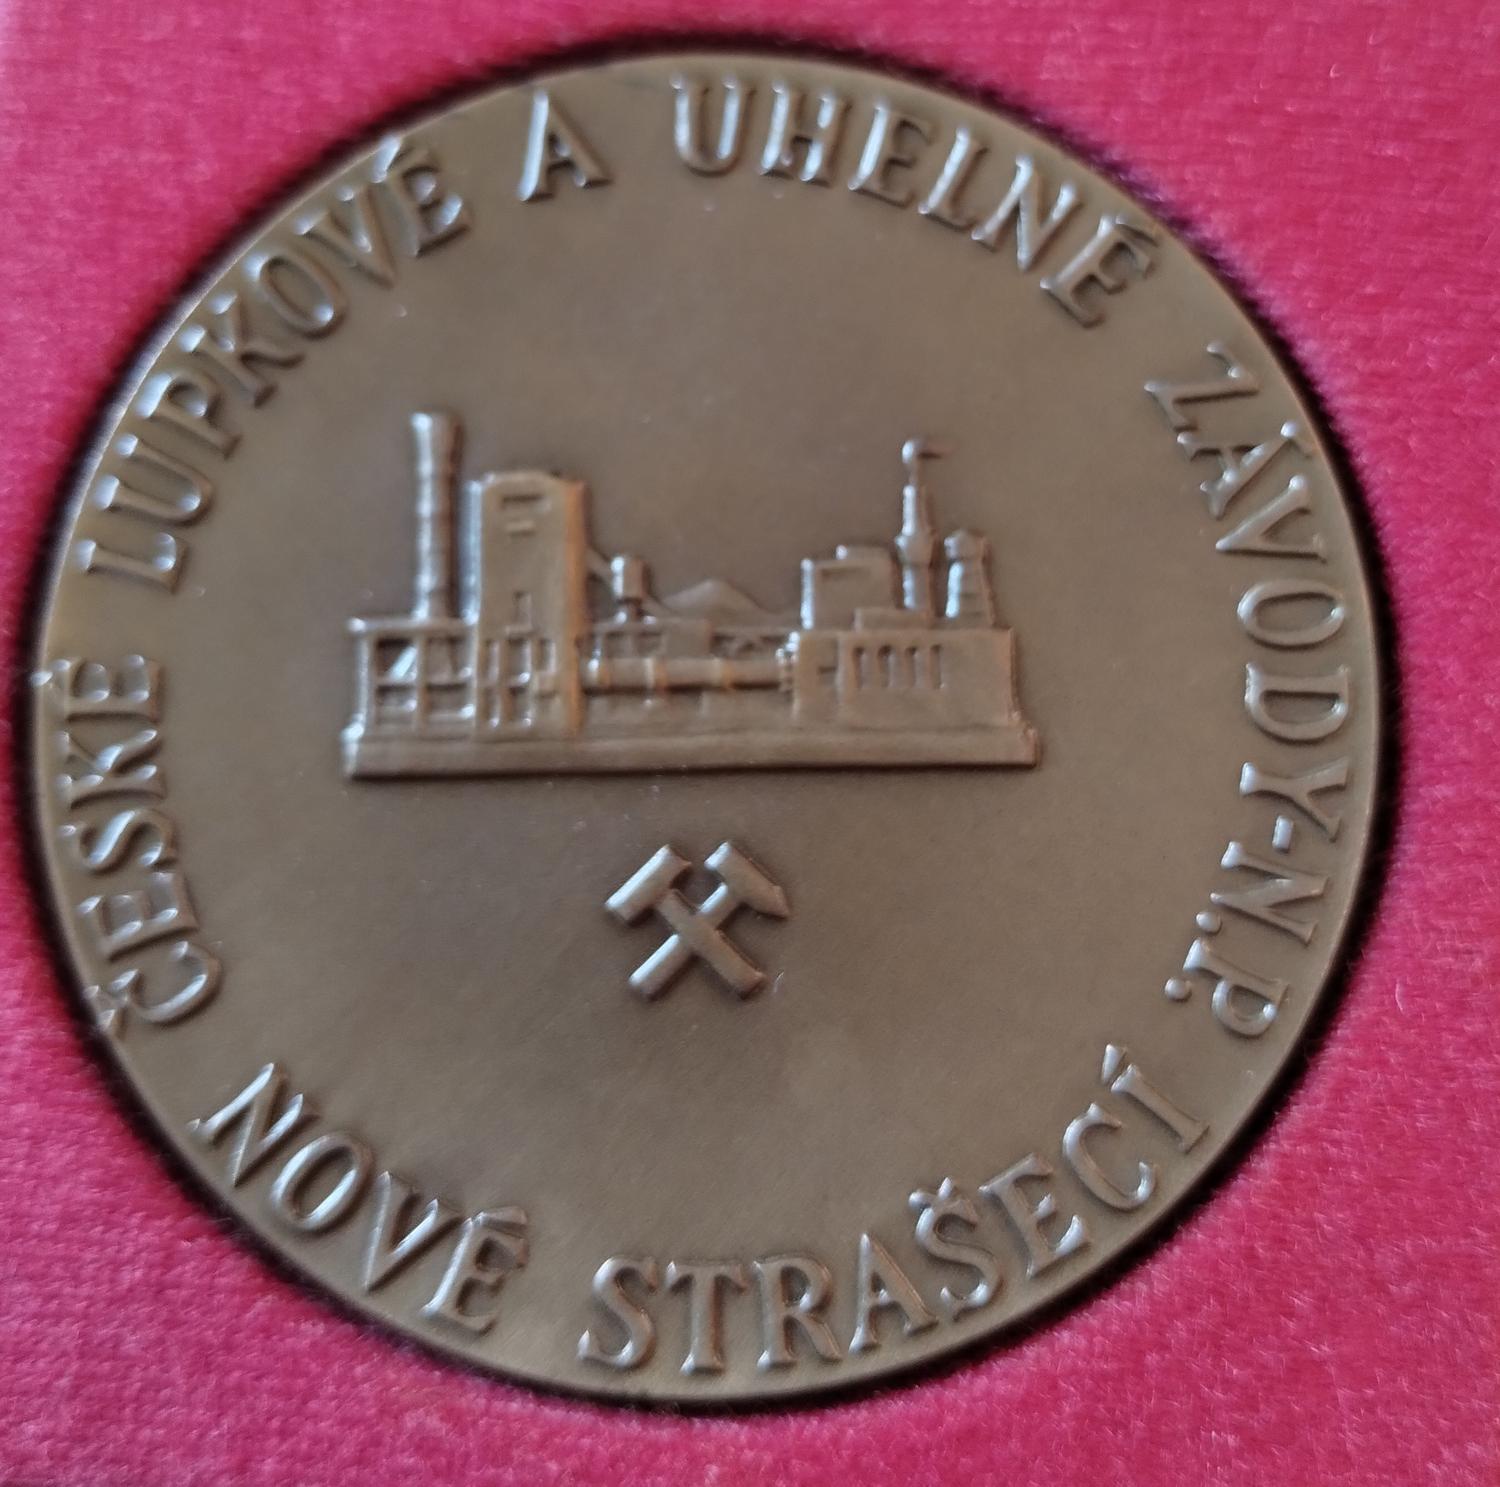 ČESKÉ LUPKOVÉ A UHELNÉ ZÁVODY-N.P.
NOVÉ STRAŠECÍ